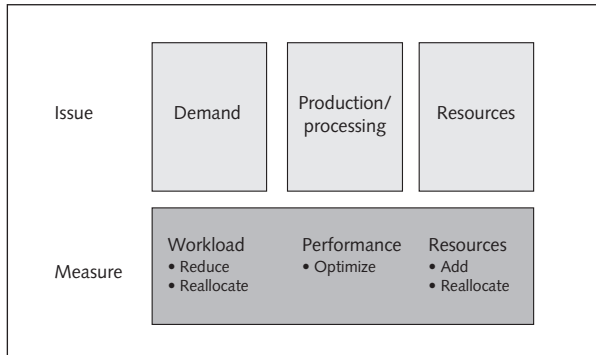 Issue
Demand
Production/
processing
Resources
Measure
Workload
• Reduce
• Reallocate
Performance
• Optimize
Resources
• Add
• Reallocate